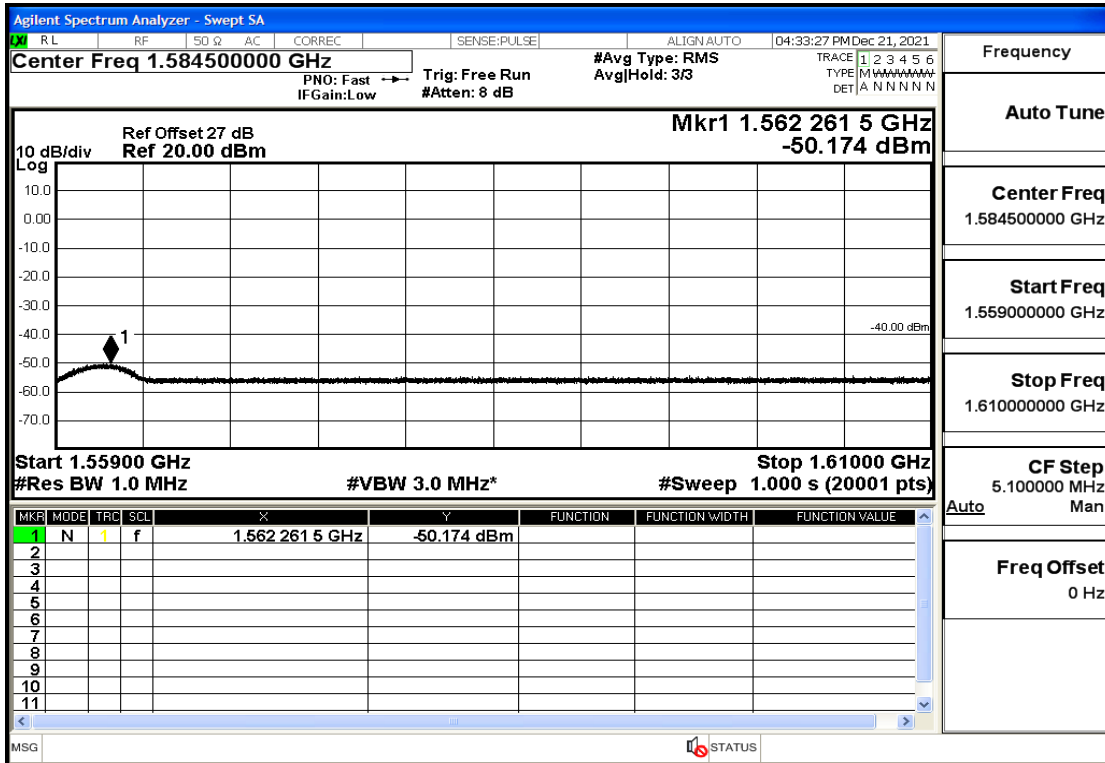 Agilent Spectrum Analyzer - Swept SA
LXI RL RF 50 Ω AC CORREC SENSE:PULSE ALIGN AUTO 04:33:27 PM Dec 21, 2021
Center Freq 1.584500000 GHz
PNO: Fast
IFGain:Low
Trig: Free Run
#Atten: 8 dB
#Avg Type: RMS
Avg|Hold: 3/3
TRACE 1 2 3 4 5 6
TYPE M WWWWW
DET A N N N N N
Mkr1 1.562 261 5 GHz
-50.174 dBm
Ref Offset 27 dB
10 dB/div Ref 20.00 dBm
Log
10.0
0.00
-10.0
-20.0
-30.0
-40.0
-50.0
-60.0
-70.0
1
-40.00 dBm
Start 1.55900 GHz Stop 1.61000 GHz
#Res BW 1.0 MHz #VBW 3.0 MHz* #Sweep 1.000 s (20001 pts)
MKR MODE TRC SCL X Y FUNCTION FUNCTION WIDTH FUNCTION VALUE
1 N 1 f 1.562 261 5 GHz -50.174 dBm
2
3
4
5
6
7
8
9
10
11
MSG STATUS
Frequency
Auto Tune
Center Freq
1.584500000 GHz
Start Freq
1.559000000 GHz
Stop Freq
1.610000000 GHz
CF Step
5.100000 MHz
Auto Man
Freq Offset
0 Hz